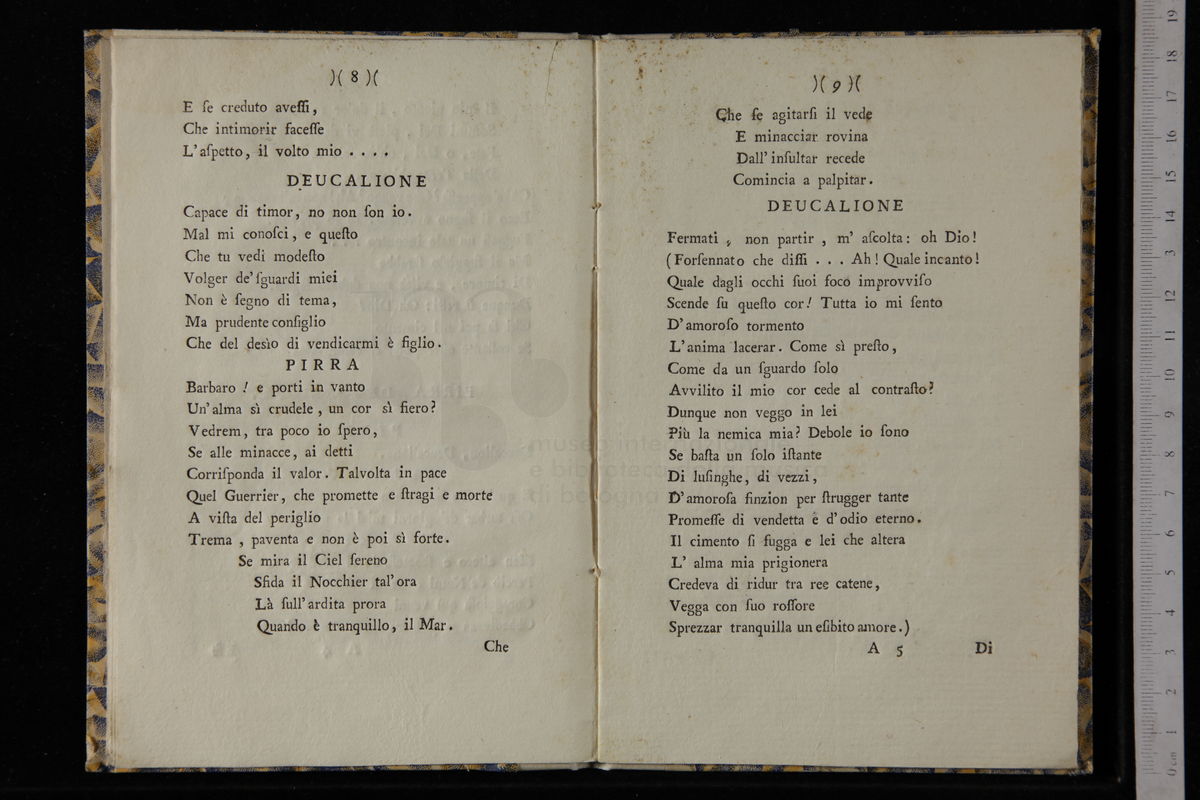 )( 8 )(
E ſe creduto aveſſi,
Che intimorir faceſſe
L'aſpetto, il volto mio . . . .
DEUCALIONE
Capace di timor, no non ſon io.
Mal mi conoſci, e queſto
Che tu vedi modeſto
Volger de' ſguardi miei
Non è ſegno di tema,
Ma prudente conſiglio
Che del desìo di vendicarmi è figlio.
PIRRA
Barbaro! e porti in vanto
Un'alma sì crudele, un cor sì fiero?
Vedrem, tra poco io ſpero,
Se alle minacce, ai detti
Corriſponda il valor. Talvolta in pace
Quel Guerrier, che promette e ſtragi e morte
A viſta del periglio
Trema, paventa e non è poi sì forte.
Se mira il Ciel ſereno
Sfida il Nocchier tal'ora
Là ſull'ardita prora
Quando è tranquillo, il Mar.
Che
)( 9 )(
Che ſe agitarſi il vede
E minacciar rovina
Dall' inſultar recede
Comincia a palpitar.
DEUCALIONE
Fermati, non partir, m' aſcolta: oh Dio!
(Forſennato che diſſi . . . Ah! Quale incanto!
Quale dagli occhi ſuoi foco improvviſo
Scende ſu queſto cor! Tutta io mi ſento
D'amoroſo tormento
L'anima lacerar. Come sì preſto,
Come da un ſguardo ſolo
Avvilito il mio cor cede al contraſto?
Dunque non veggo in lei
Più la nemica mia? Debole io ſono
Se baſta un ſolo iſtante
Di luſinghe, di vezzi,
D'amoroſa finzion per ſtrugger tante
Promeſſe di vendetta e d'odio eterno.
Il cimento ſi fugga e lei che altera
L' alma mia prigionera
Credeva di ridur tra ree catene,
Vegga con ſuo roſſore
Sprezzar tranquilla un eſibito amore.)
A 5
Di